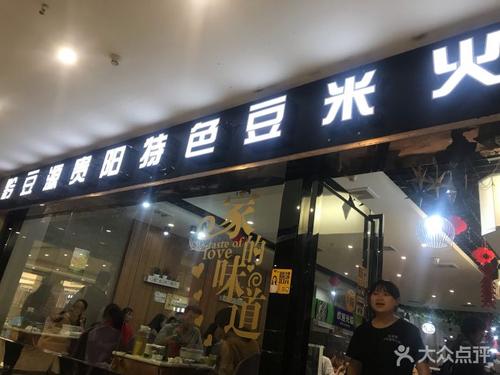 豆源贵阳特色豆米火
家的味道
taste of
love
大众点评